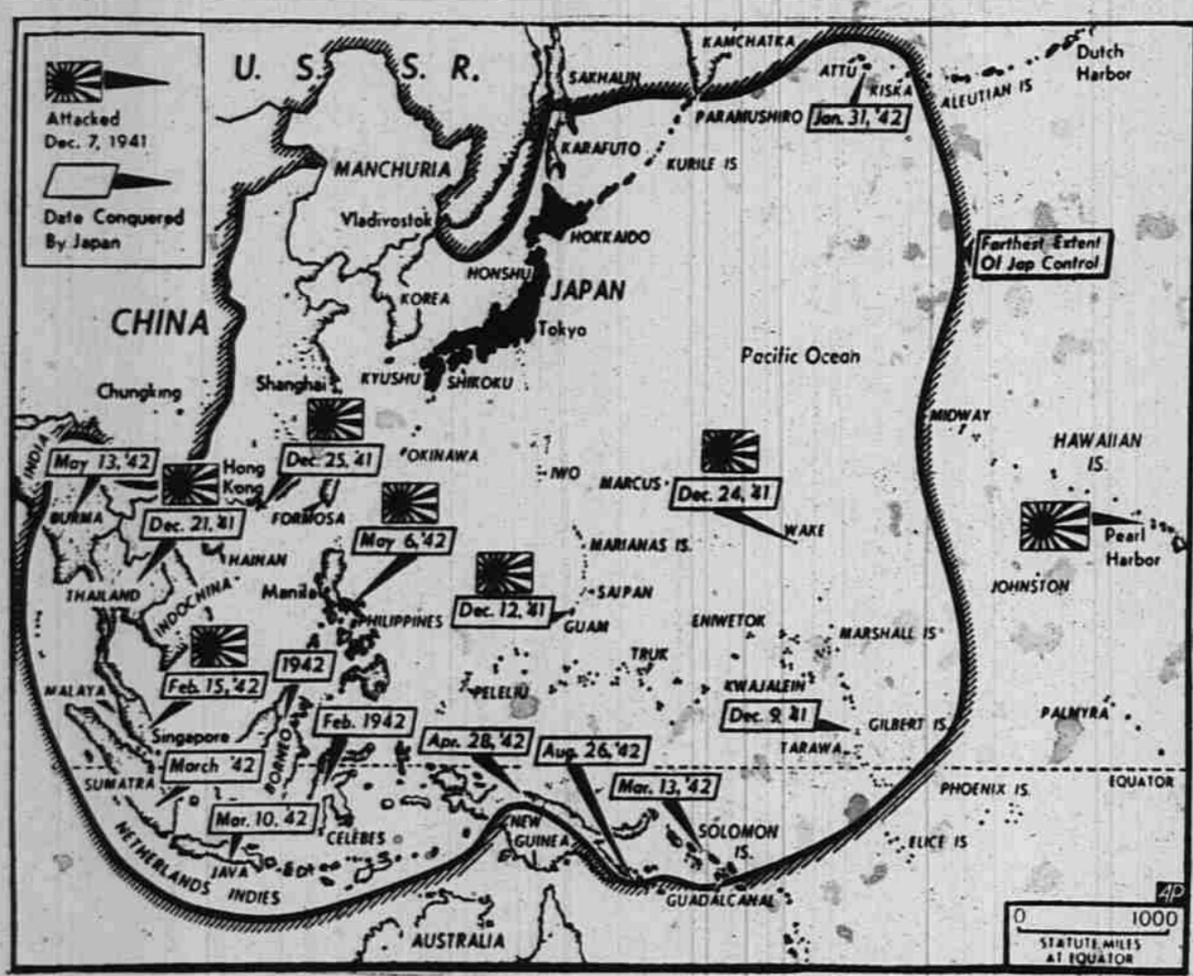 Attacked
Dec. 7, 1941
Date Conquered
By Japan
U. S. S. R.
SAKHALIN
KAMCHATKA
ATTU
KISKA
ALEUTIAN IS
Dutch
Harbor
PARAMUSHIRO
Jan. 31, '42
KARAFUTO
KURILE IS
MANCHURIA
Vladivostok
HOKKAIDO
HONSHU
Farthest Extent
Of Jap Control
KOREA
JAPAN
Tokyo
CHINA
Pacific Ocean
Chungking
Shanghai
KYUSHU
SHIKOKU
MIDWAY
HAWAIIAN
IS.
INDIA
May 13, '42
Hong
Kong
Dec. 25, '41
OKINAWA
IWO
MARCUS
Dec. 24, '41
BURMA
Dec. 21, '41
FORMOSA
May 6, '42
WAKE
Pearl
Harbor
HAINAN
MARIANAS IS.
THAILAND
INDOCHINA
Manila
PHILIPPINES
Dec. 12, '41
SAIPAN
GUAM
JOHNSTON
ENIWETOK
MARSHALL IS
TRUK
1942
Feb. 15, '42
MALAYA
PELELIU
KWAJALEIN
Dec. 9, '41
GILBERT IS.
PALMYRA
Singapore
Feb. 1942
Apr. 28, '42
Aug. 26, '42
TARAWA
March '42
BORNEO
SUMATRA
Mar. 13, '42
EQUATOR
PHOENIX IS.
Mar. 10, '42
CELEBES
NEW
GUINEA
SOLOMON
IS.
ELICE IS
JAVA
NETHERLANDS INDIES
GUADALCANAL
AUSTRALIA
AP
0 1000
STATUTE MILES
AT EQUATOR